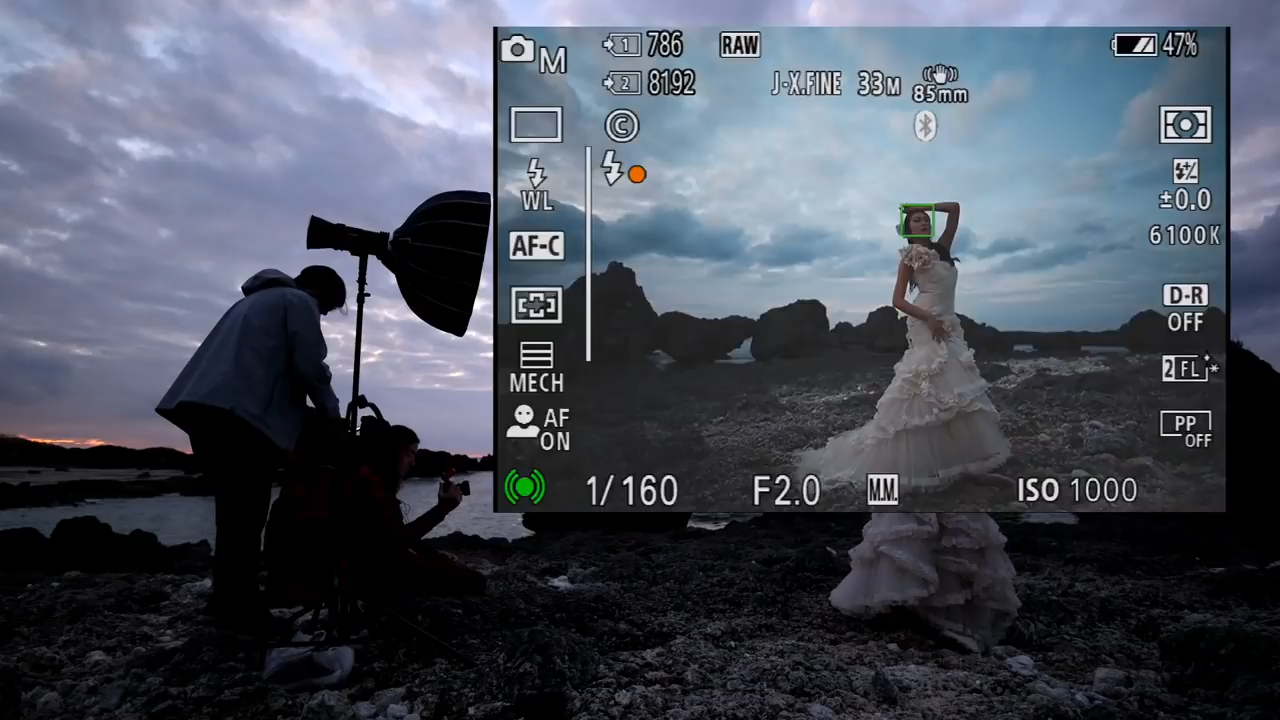 M 1 786 RAW 47%
2 8192 J-X.FINE 33M 85mm
C
WL
±0.0
AF-C
6100K
D-R
OFF
MECH
2 FL *
AF
ON
PP
OFF
1/160 F2.0 M.M. ISO 1000